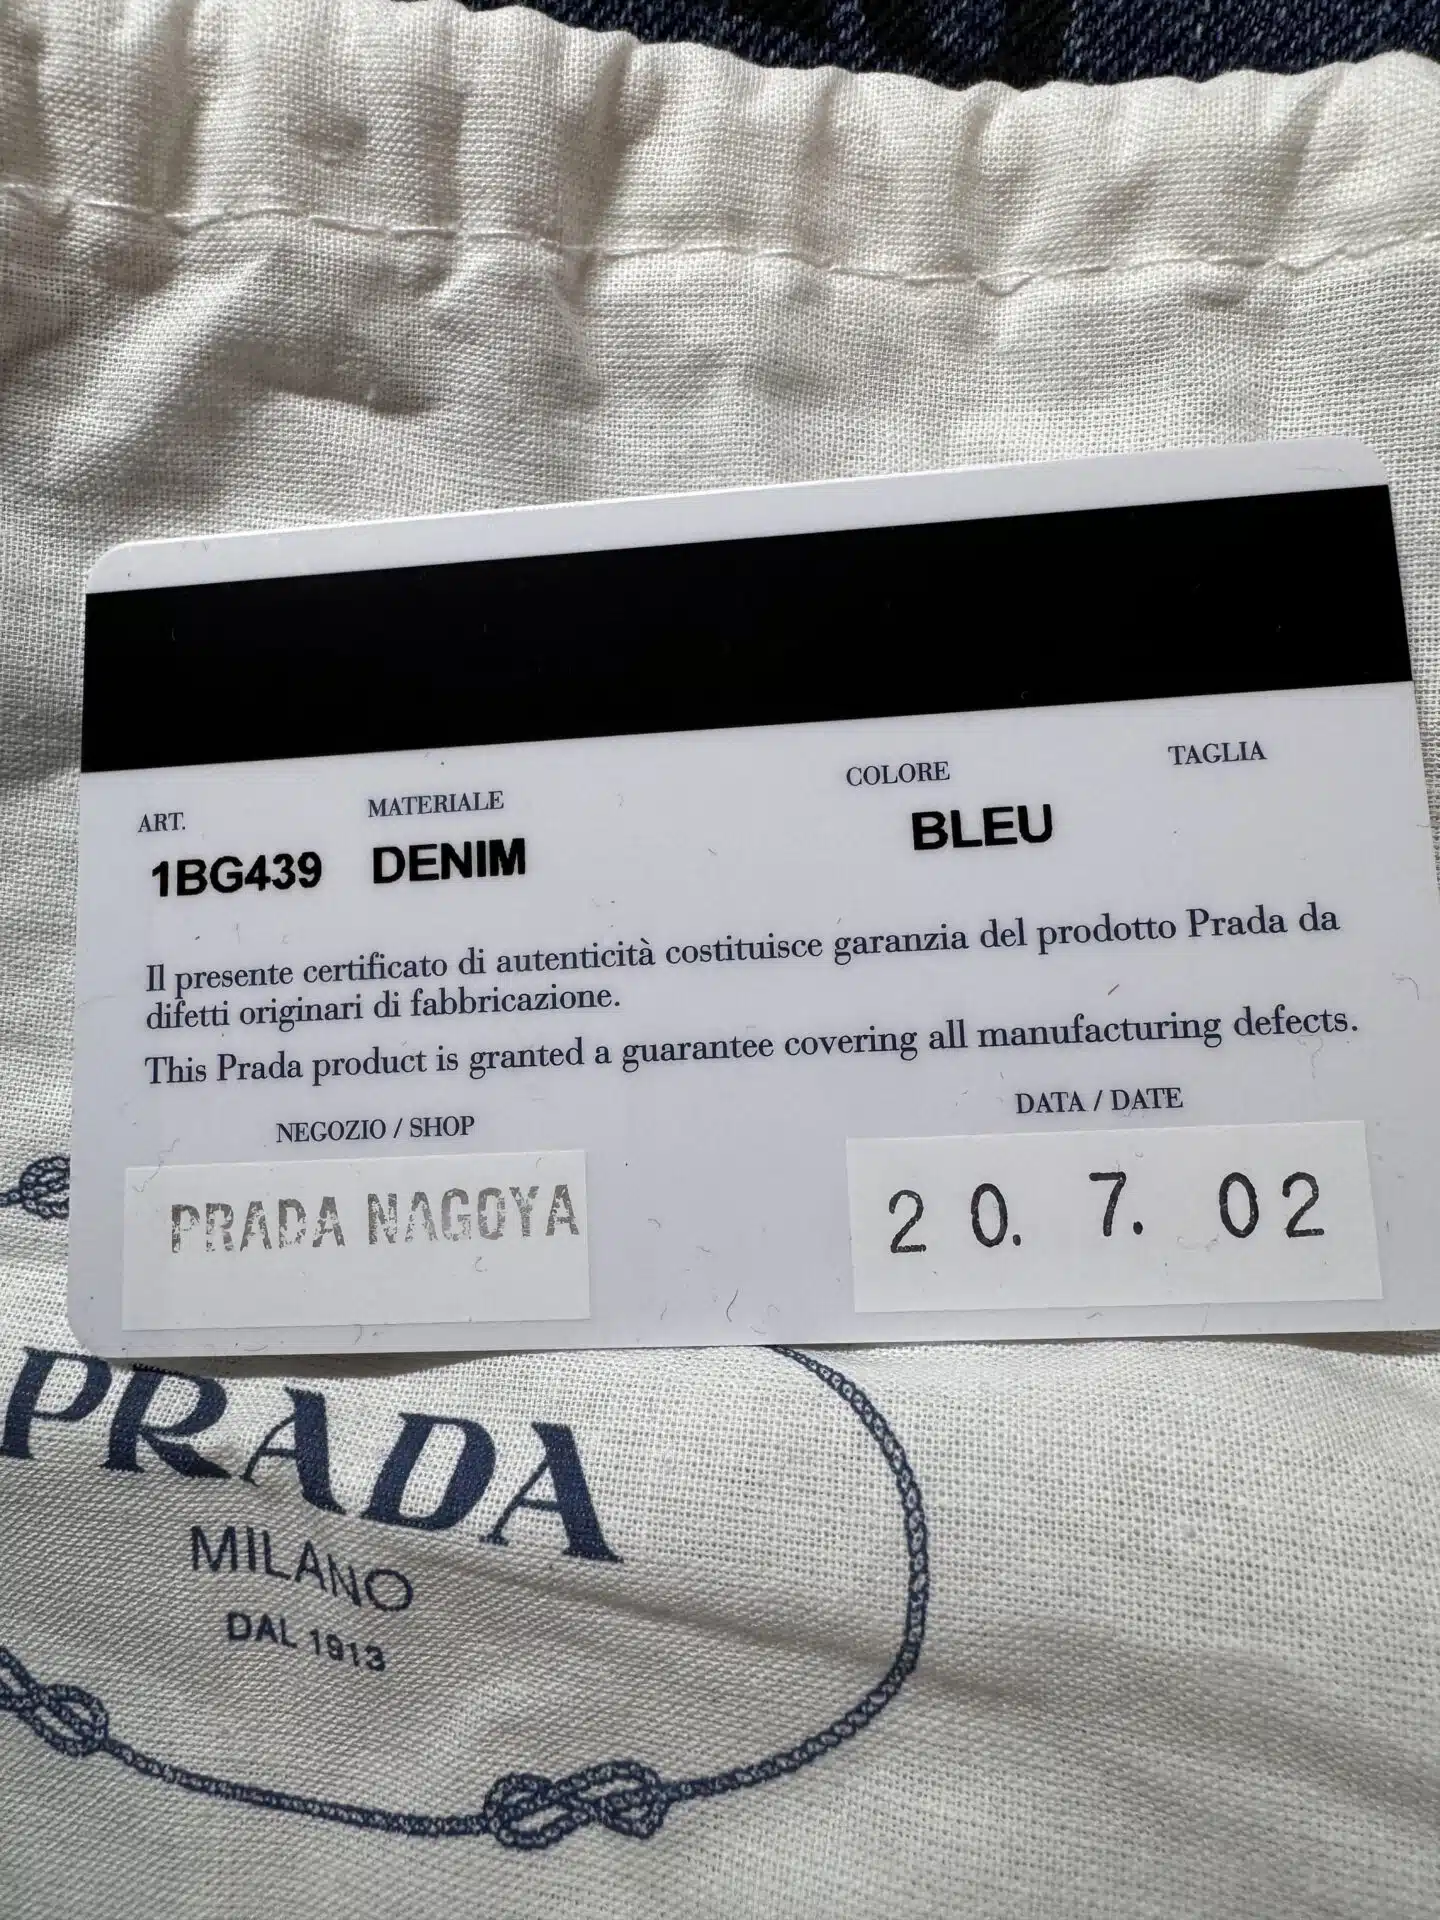 ART. MATERIALE COLORE TAGLIA
1BG439 DENIM BLEU
Il presente certificato di autenticità costituisce garanzia del prodotto Prada da
difetti originari di fabbricazione.
This Prada product is granted a guarantee covering all manufacturing defects.
NEGOZIO / SHOP DATA / DATE
PRADA NAGOYA 20. 7. 02
PRADA
MILANO
DAL 1913